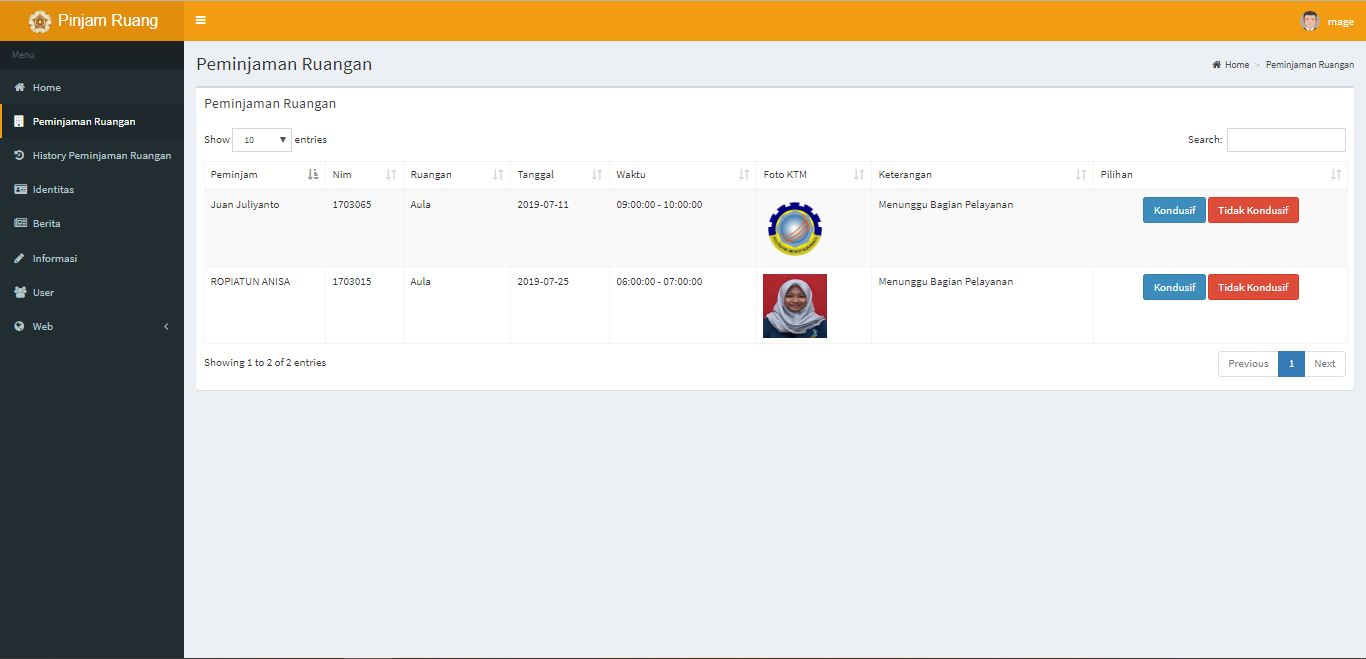 Pinjam Ruang
mage
Menu
Home
Peminjaman Ruangan
History Peminjaman Ruangan
Identitas
Berita
Informasi
User
Web
Peminjaman Ruangan
Home > Peminjaman Ruangan
Peminjaman Ruangan
Show 10 entries
Search:
Peminjam Nim Ruangan Tanggal Waktu Foto KTM Keterangan Pilihan
Juan Juliyanto 1703065 Aula 2019-07-11 09:00:00 - 10:00:00 Menunggu Bagian Pelayanan Kondusif Tidak Kondusif
ROPIATUN ANISA 1703015 Aula 2019-07-25 06:00:00 - 07:00:00 Menunggu Bagian Pelayanan Kondusif Tidak Kondusif
Showing 1 to 2 of 2 entries
Previous 1 Next